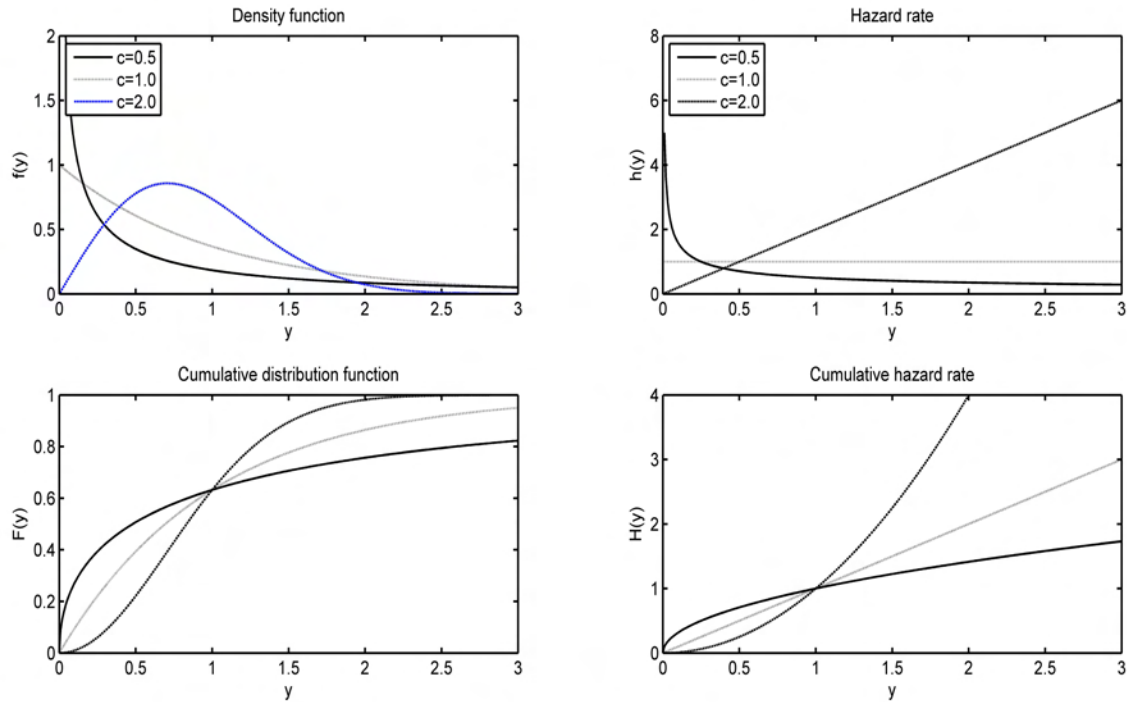 Density function
2
1.5
1
0.5
0
f(y)
c=0.5
c=1.0
c=2.0
0 0.5 1 1.5 2 2.5 3
y
Hazard rate
8
6
4
2
0
h(y)
c=0.5
c=1.0
c=2.0
0 0.5 1 1.5 2 2.5 3
y
Cumulative distribution function
1
0.8
0.6
0.4
0.2
0
F(y)
0 0.5 1 1.5 2 2.5 3
y
Cumulative hazard rate
4
3
2
1
0
H(y)
0 0.5 1 1.5 2 2.5 3
y